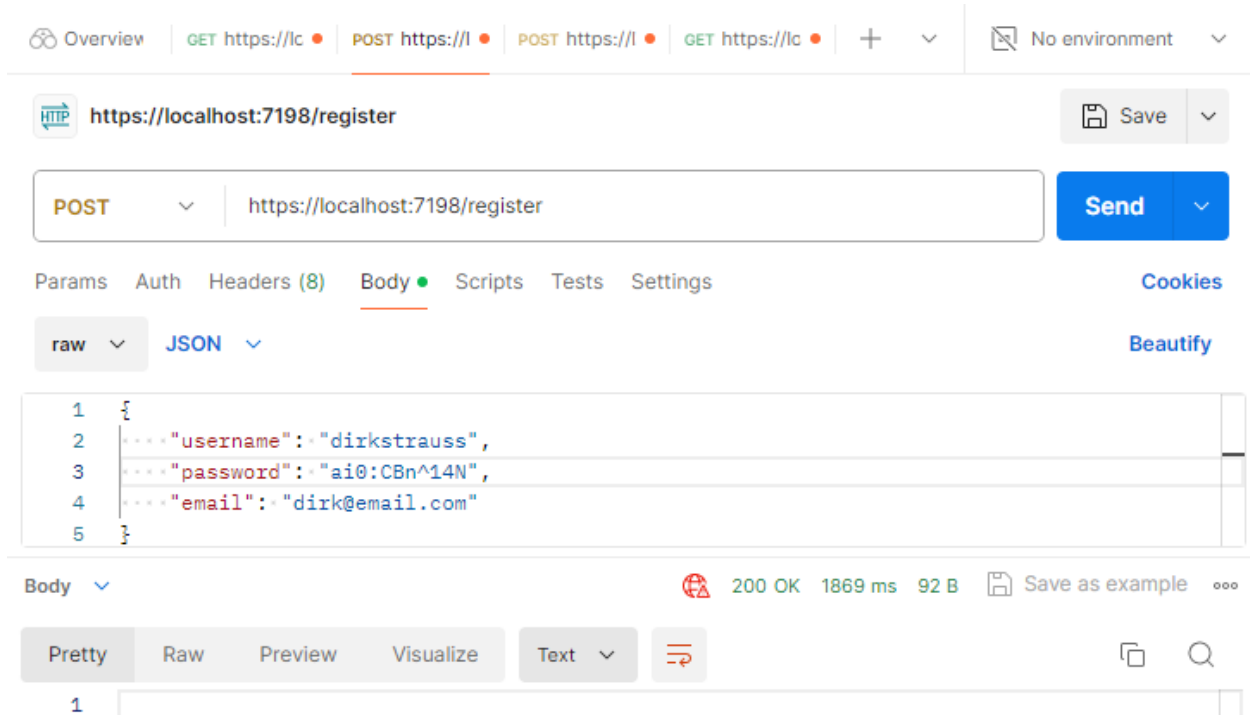 Overview GET https://lc POST https://l POST https://l GET https://lc No environment
HTTP https://localhost:7198/register Save
POST https://localhost:7198/register Send
Params Auth Headers (8) Body Scripts Tests Settings Cookies
raw JSON Beautify
1 {
2 ····"username":·"dirkstrauss",
3 ····"password":·"ai0:CBn^14N",
4 ····"email":·"dirk@email.com"
5 }
Body 200 OK 1869 ms 92 B Save as example
Pretty Raw Preview Visualize Text
1